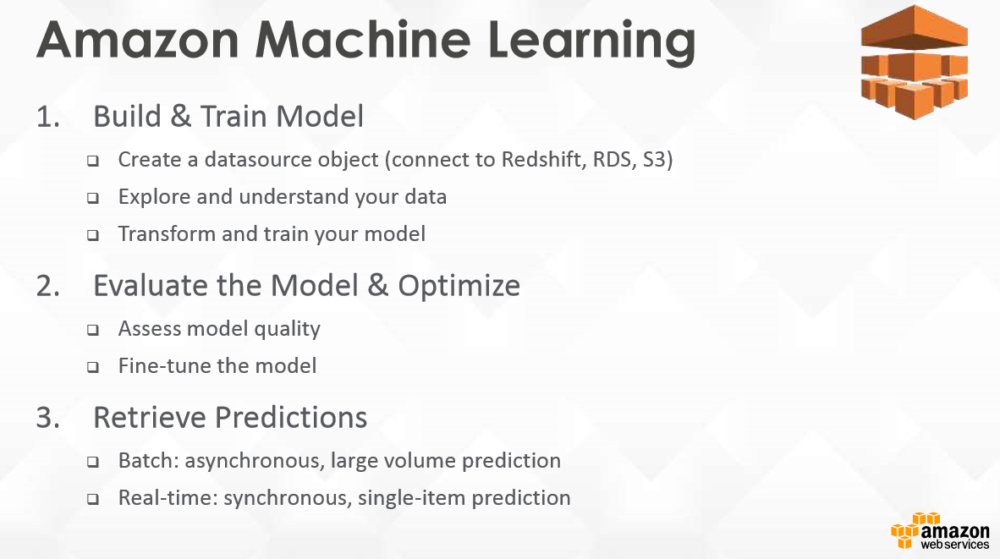 Amazon Machine Learning
1. Build & Train Model
❑ Create a datasource object (connect to Redshift, RDS, S3)
❑ Explore and understand your data
❑ Transform and train your model
2. Evaluate the Model & Optimize
❑ Assess model quality
❑ Fine-tune the model
3. Retrieve Predictions
❑ Batch: asynchronous, large volume prediction
❑ Real-time: synchronous, single-item prediction
amazon
web services